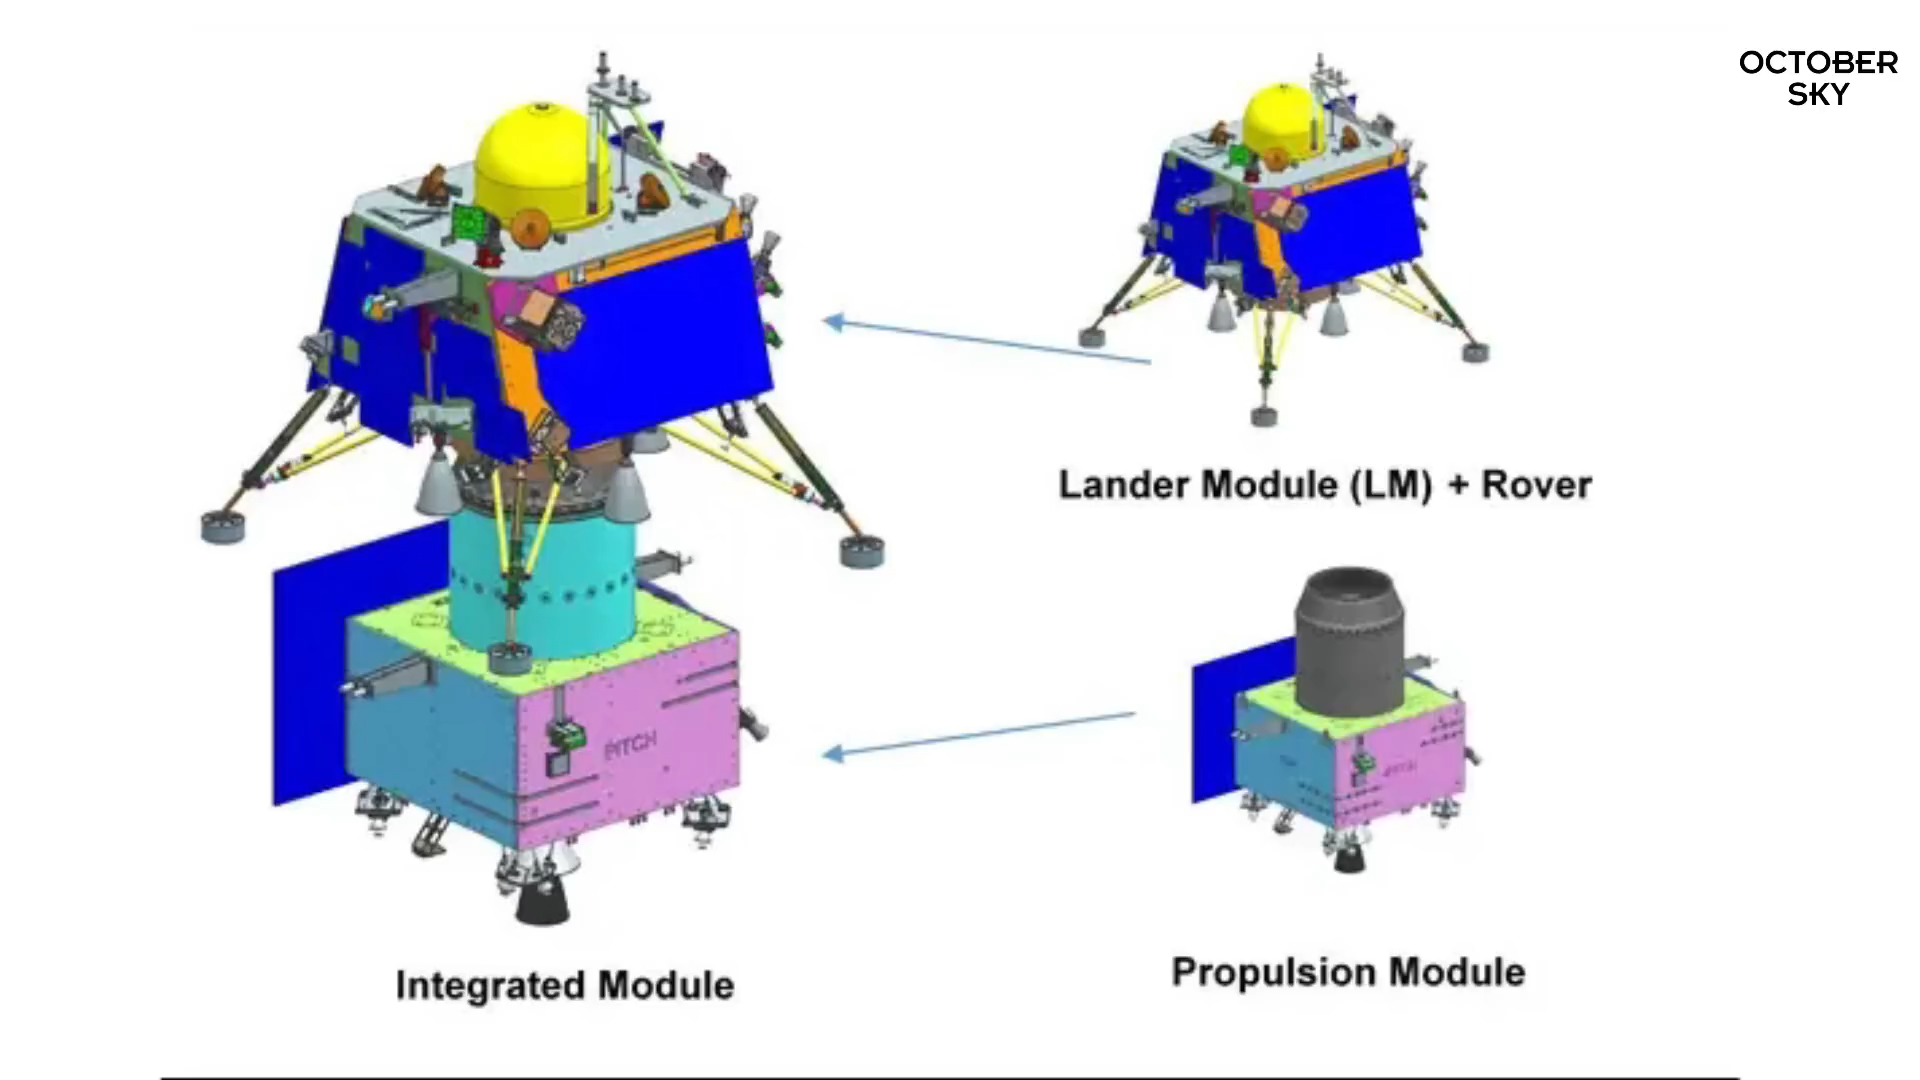 OCTOBER
SKY
Lander Module (LM) + Rover
PITCH
Integrated Module
Propulsion Module